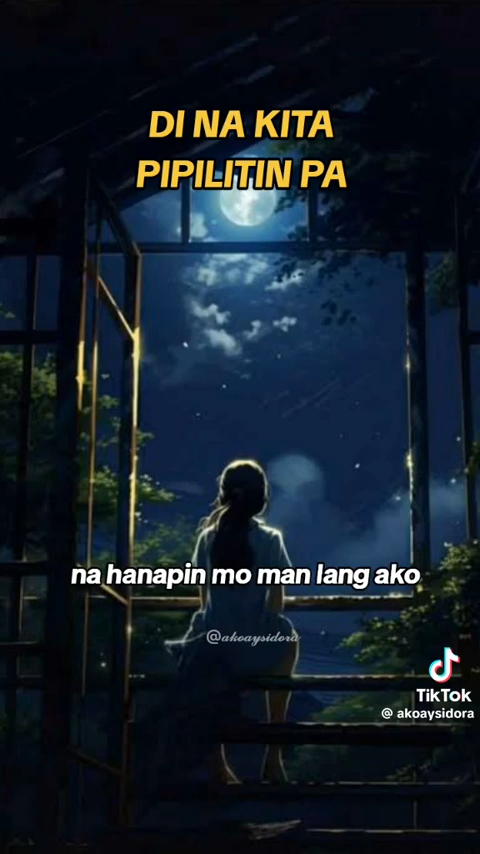 DI NA KITA
PIPILITIN PA
na hanapin mo man lang ako
@akoaysidora
TikTok
@ akoaysidora